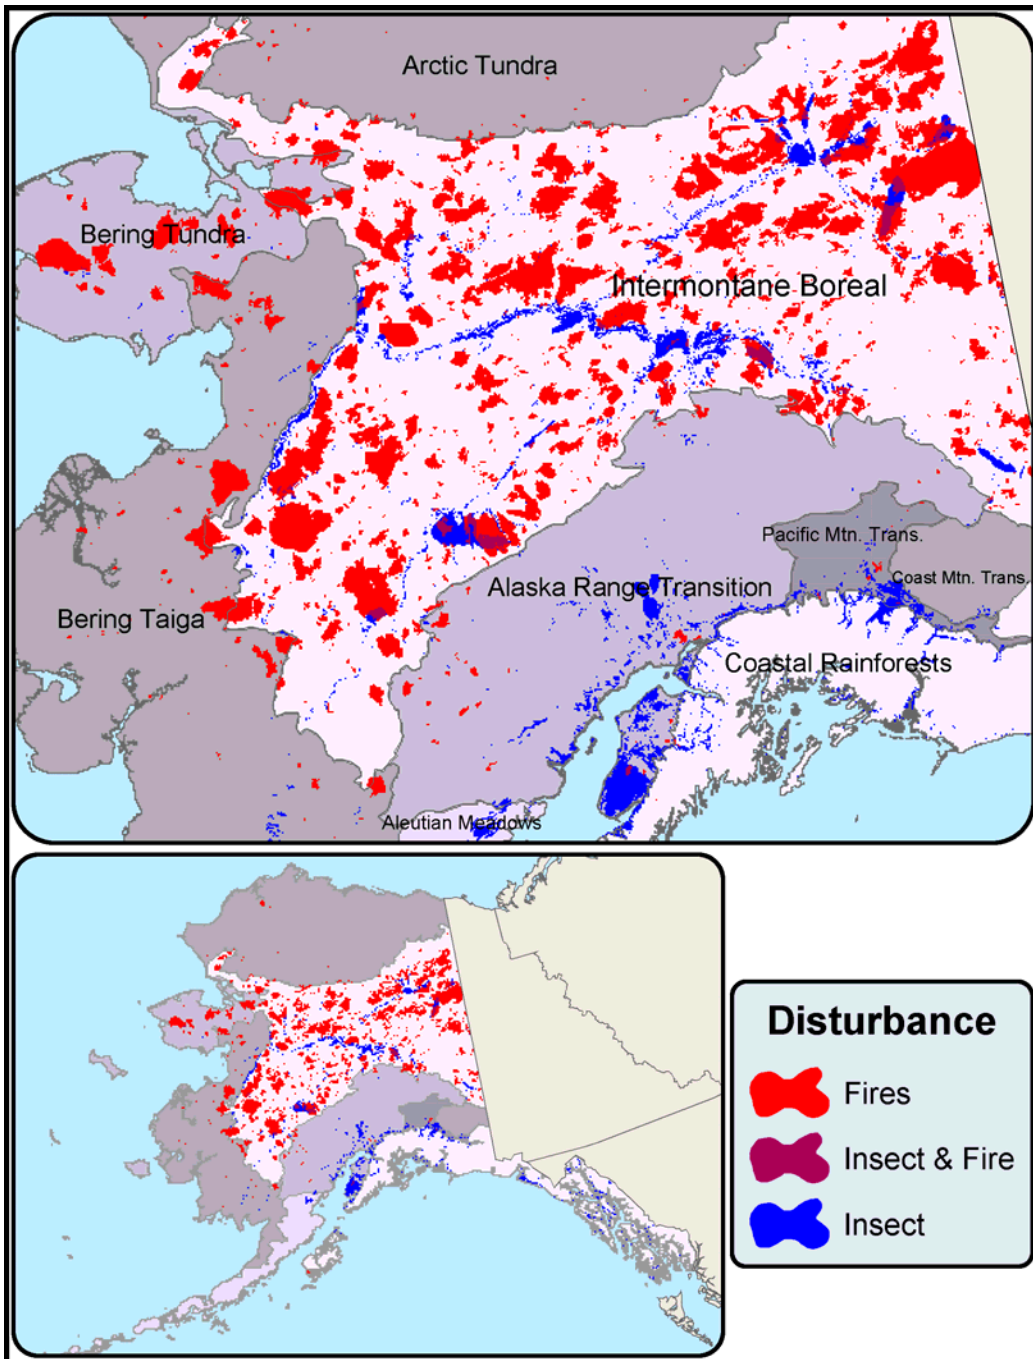 Arctic Tundra
Bering Tundra
Intermontane Boreal
Pacific Mtn. Trans.
Coast Mtn. Trans.
Alaska Range Transition
Bering Taiga
Coastal Rainforests
Aleutian Meadows
Disturbance
Fires
Insect & Fire
Insect